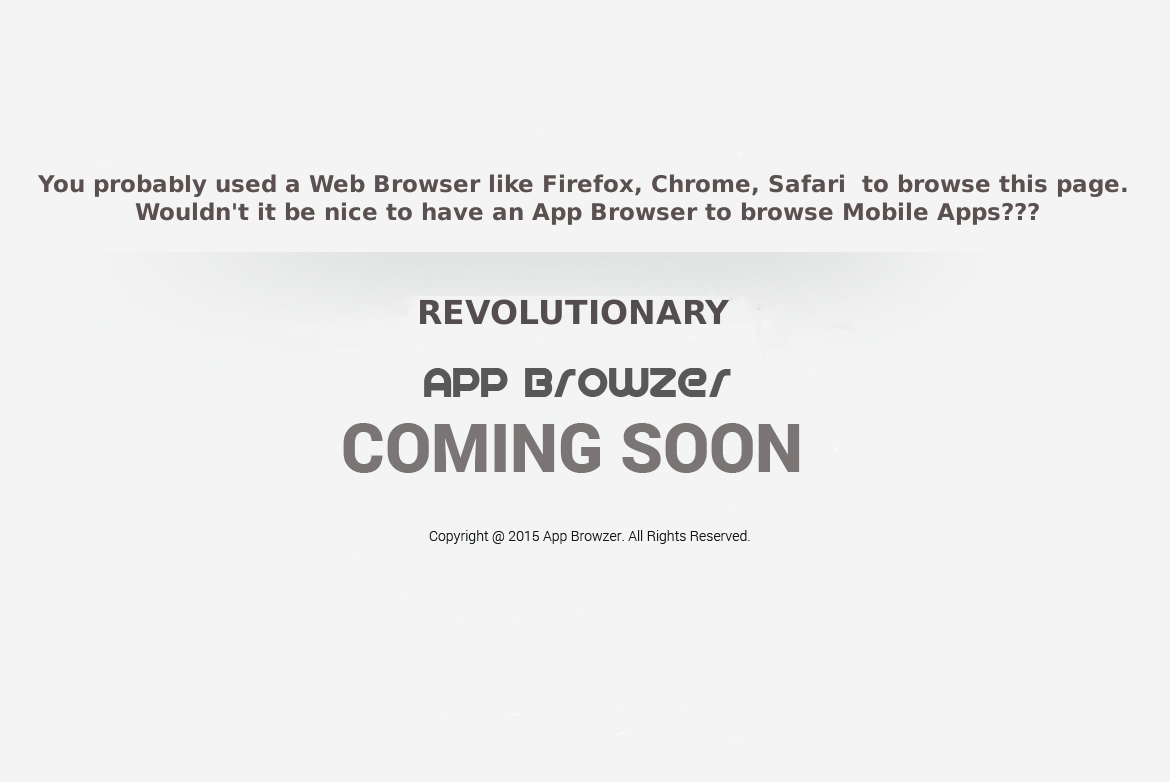 You probably used a Web Browser like Firefox, Chrome, Safari  to browse this page.
Wouldn't it be nice to have an App Browser to browse Mobile Apps???
REVOLUTIONARY
APP Browzer
COMING SOON
Copyright @ 2015 App Browzer. All Rights Reserved.